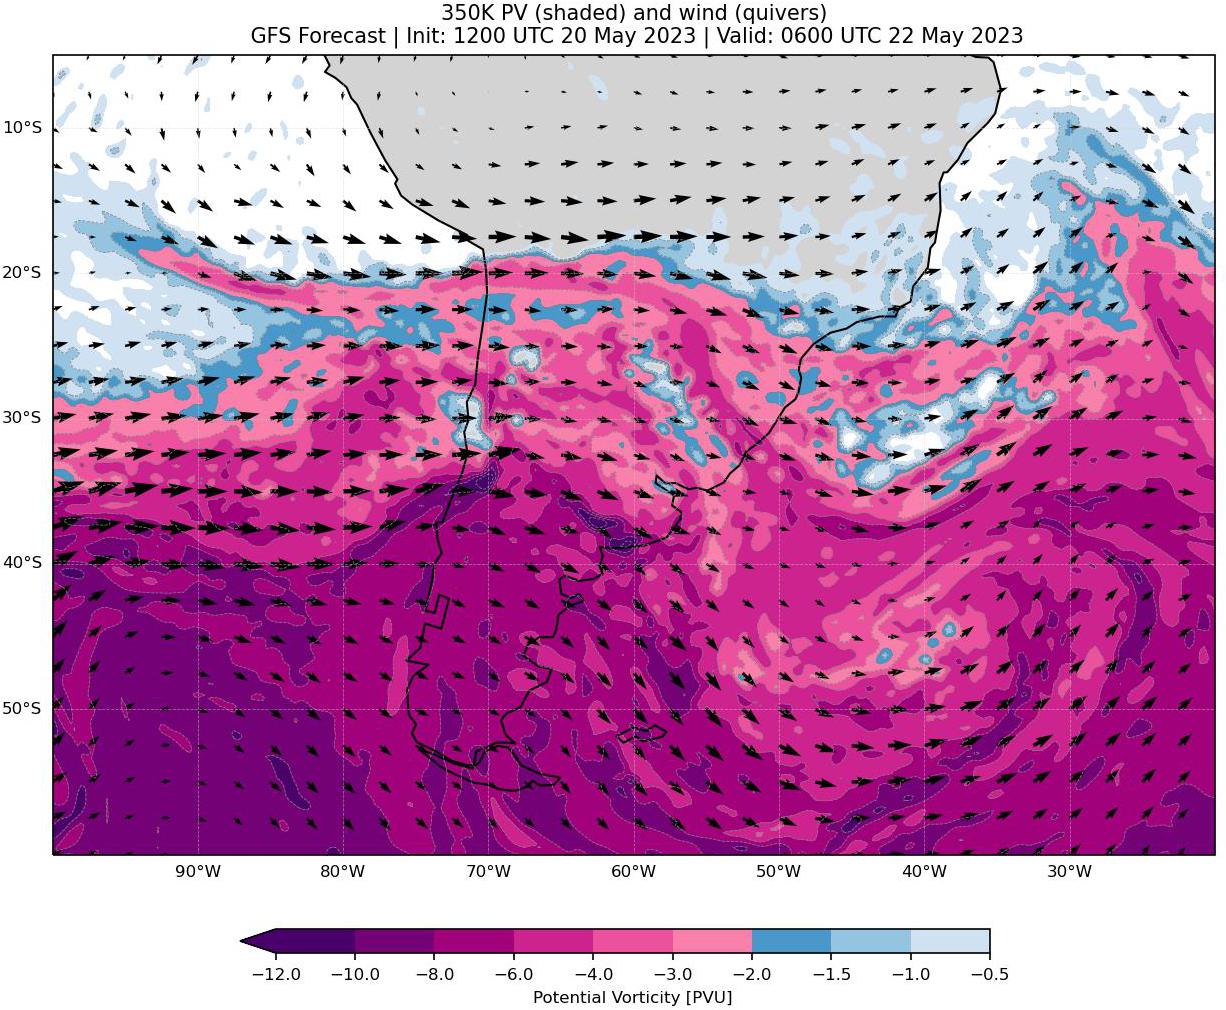 350K PV (shaded) and wind (quivers)
GFS Forecast | Init: 1200 UTC 20 May 2023 | Valid: 0600 UTC 22 May 2023
10°S
20°S
30°S
40°S
50°S
90°W 80°W 70°W 60°W 50°W 40°W 30°W
−12.0 −10.0 −8.0 −6.0 −4.0 −3.0 −2.0 −1.5 −1.0 −0.5
Potential Vorticity [PVU]